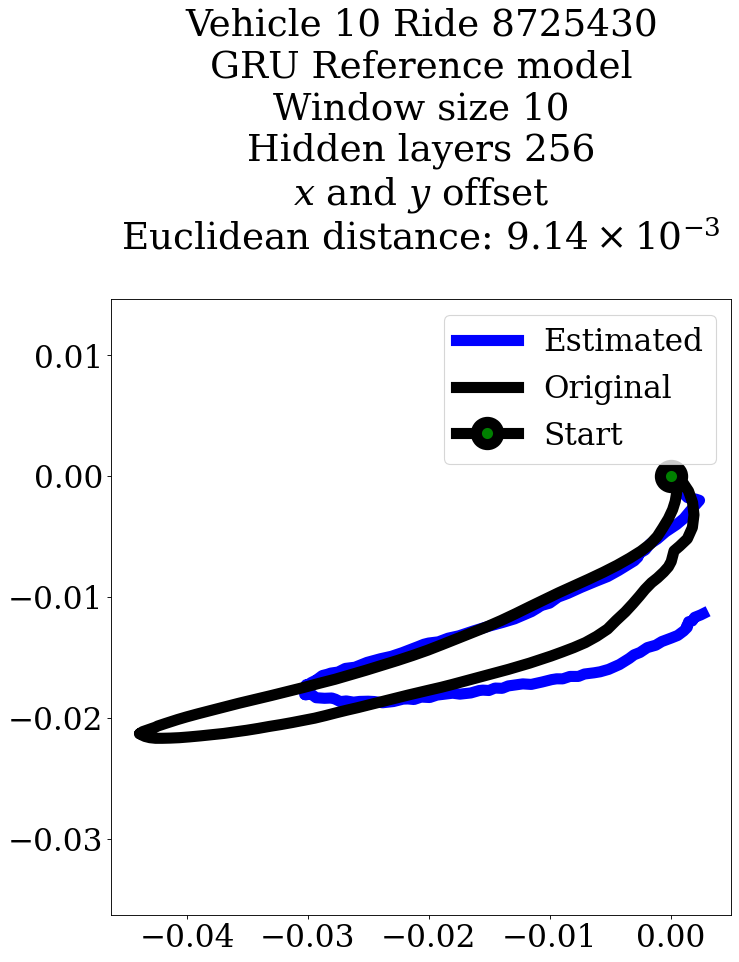 Vehicle 10 Ride 8725430
GRU Reference model
Window size 10
Hidden layers 256
x and y offset
Euclidean distance: 9.14 × 10⁻³
Estimated
Original
Start
0.01
0.00
−0.01
−0.02
−0.03
−0.04 −0.03 −0.02 −0.01 0.00